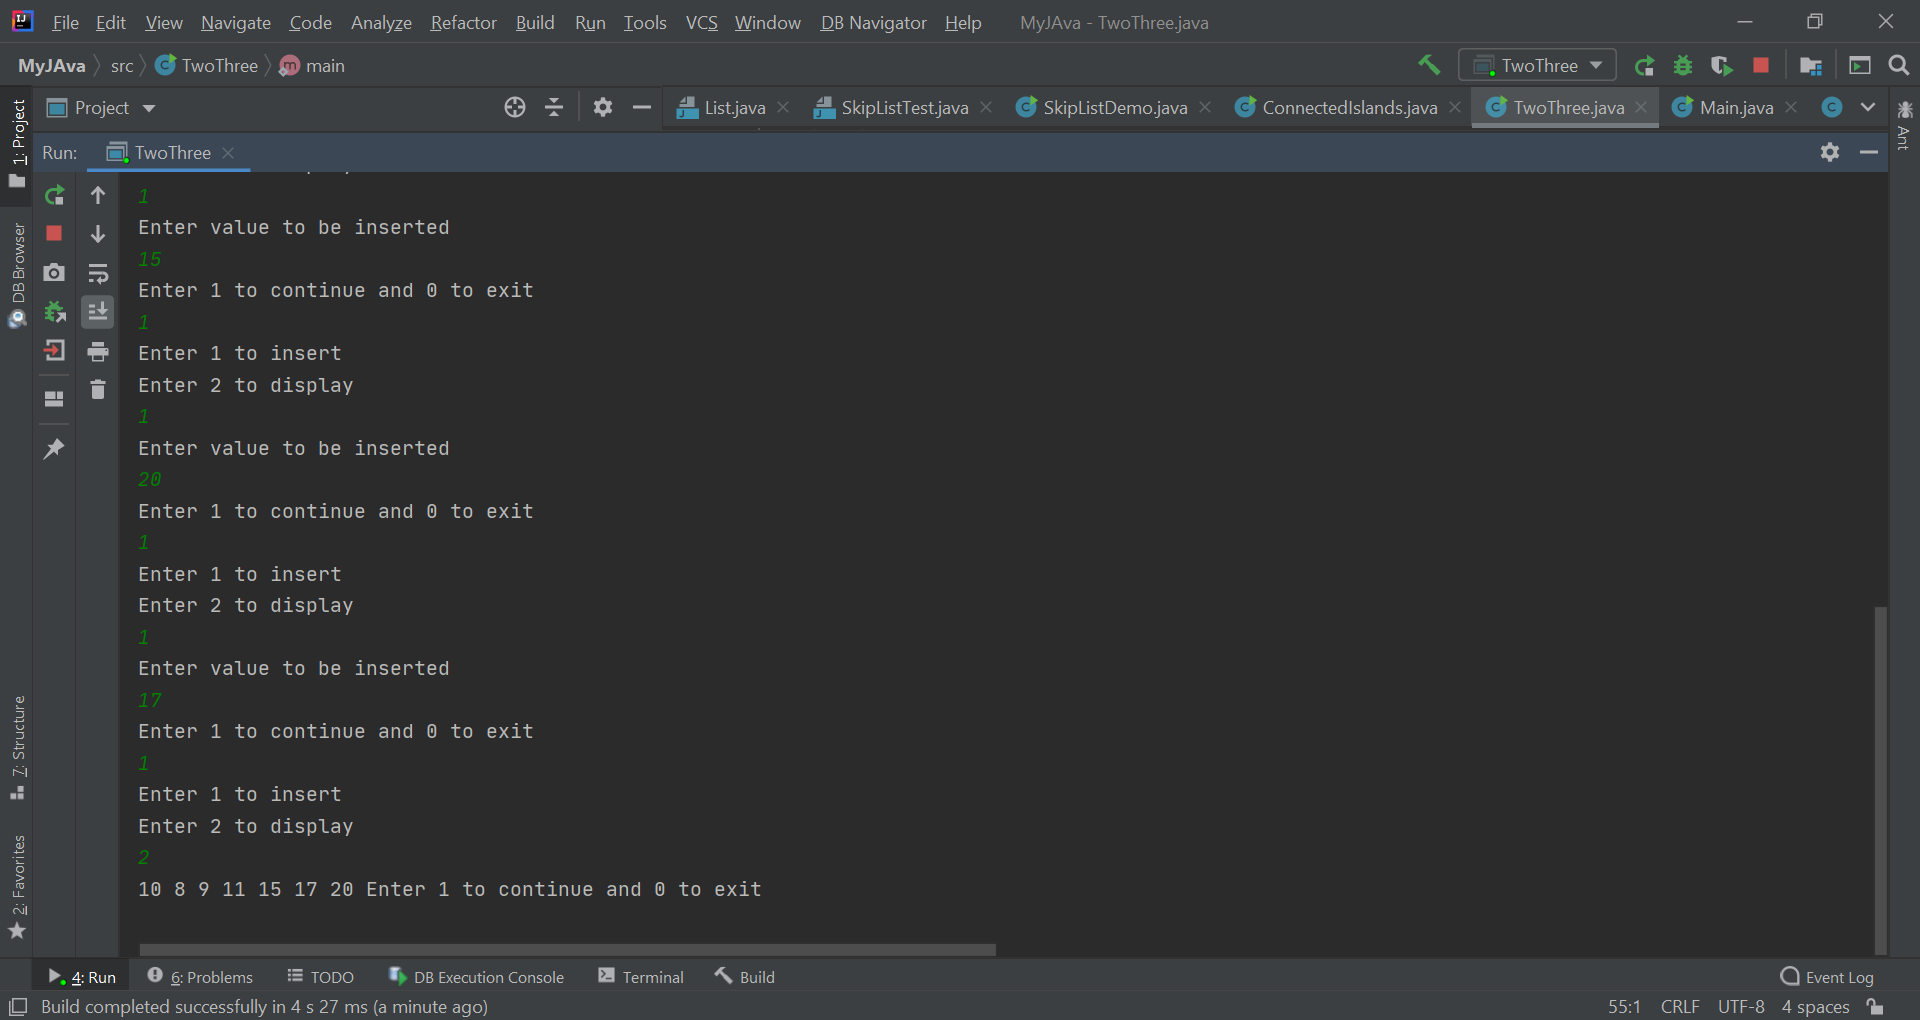 File Edit View Navigate Code Analyze Refactor Build Run Tools VCS Window DB Navigator Help MyJAva - TwoThree.java
MyJAva src TwoThree main TwoThree
Project List.java SkipListTest.java SkipListDemo.java ConnectedIslands.java TwoThree.java Main.java
Run: TwoThree
1: Project
DB Browser
7: Structure
2: Favorites
Ant
1
Enter value to be inserted
15
Enter 1 to continue and 0 to exit
1
Enter 1 to insert
Enter 2 to display
1
Enter value to be inserted
20
Enter 1 to continue and 0 to exit
1
Enter 1 to insert
Enter 2 to display
1
Enter value to be inserted
17
Enter 1 to continue and 0 to exit
1
Enter 1 to insert
Enter 2 to display
2
10 8 9 11 15 17 20 Enter 1 to continue and 0 to exit
4: Run 6: Problems TODO DB Execution Console Terminal Build Event Log
Build completed successfully in 4 s 27 ms (a minute ago) 55:1 CRLF UTF-8 4 spaces